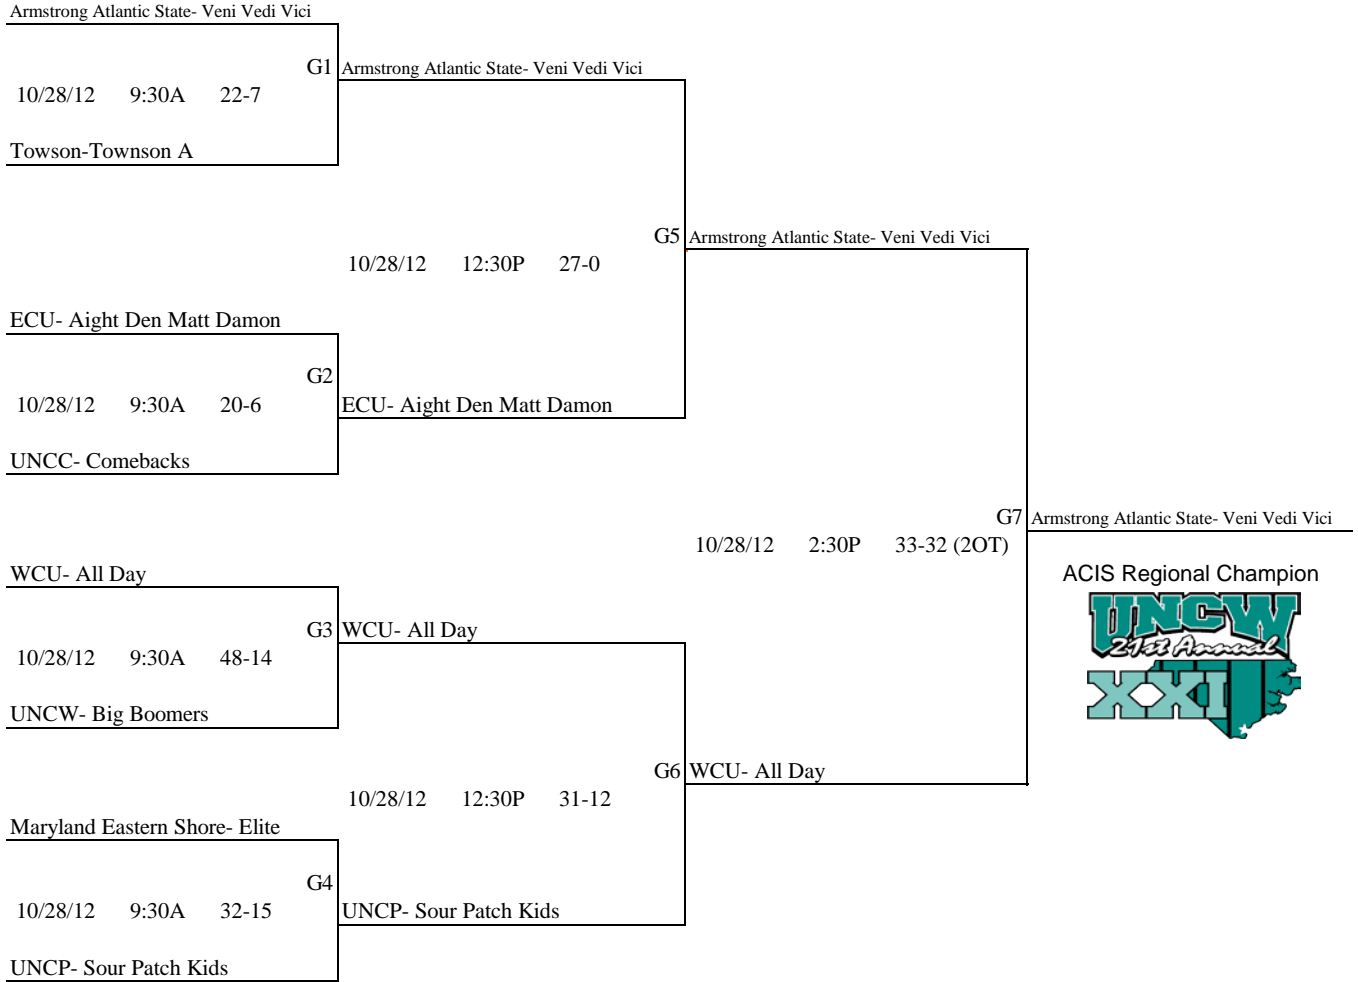 Armstrong Atlantic State- Veni Vedi Vici
G1 Armstrong Atlantic State- Veni Vedi Vici
10/28/12 9:30A 22-7
Towson-Townson A
G5 Armstrong Atlantic State- Veni Vedi Vici
10/28/12 12:30P 27-0
ECU- Aight Den Matt Damon
G2
10/28/12 9:30A 20-6 ECU- Aight Den Matt Damon
UNCC- Comebacks
G7 Armstrong Atlantic State- Veni Vedi Vici
10/28/12 2:30P 33-32 (2OT)
WCU- All Day
ACIS Regional Champion
UNCW
21st Annual
XXI
G3 WCU- All Day
10/28/12 9:30A 48-14
UNCW- Big Boomers
G6 WCU- All Day
10/28/12 12:30P 31-12
Maryland Eastern Shore- Elite
G4
10/28/12 9:30A 32-15 UNCP- Sour Patch Kids
UNCP- Sour Patch Kids